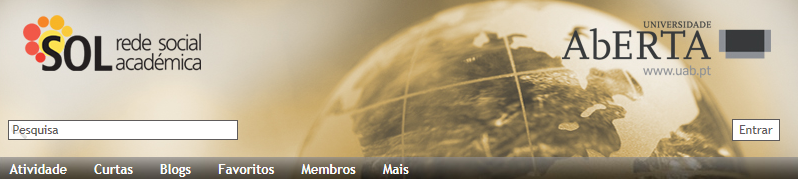 SOL rede social
académica
UNIVERSIDADE
AbERTA
www.uab.pt
Pesquisa
Entrar
Atividade Curtas Blogs Favoritos Membros Mais